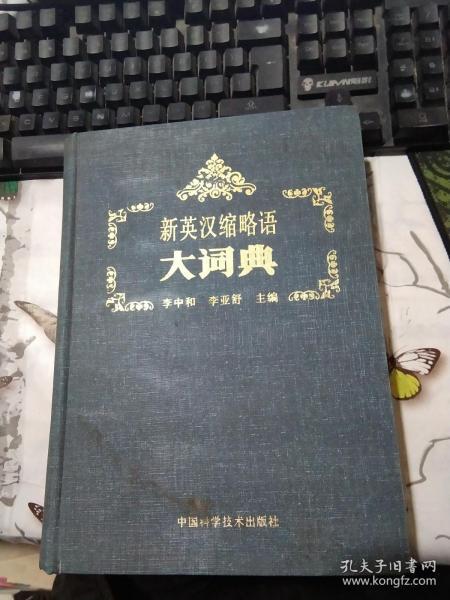 新英汉缩略语
大词典
李中和 李亚舒 主编
中国科学技术出版社
孔夫子旧书网
www.kongfz.com